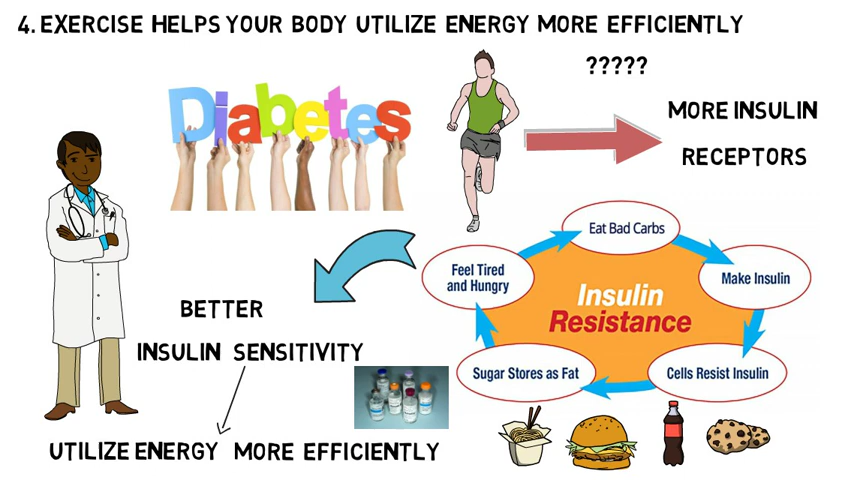 4. EXERCISE HELPS YOUR BODY UTILIZE ENERGY MORE EFFICIENTLY
?????
Diabetes
MORE INSULIN
RECEPTORS
Eat Bad Carbs
Feel Tired
and Hungry
Make Insulin
Insulin
Resistance
Sugar Stores as Fat
Cells Resist Insulin
BETTER
INSULIN SENSITIVITY
UTILIZE ENERGY MORE EFFICIENTLY